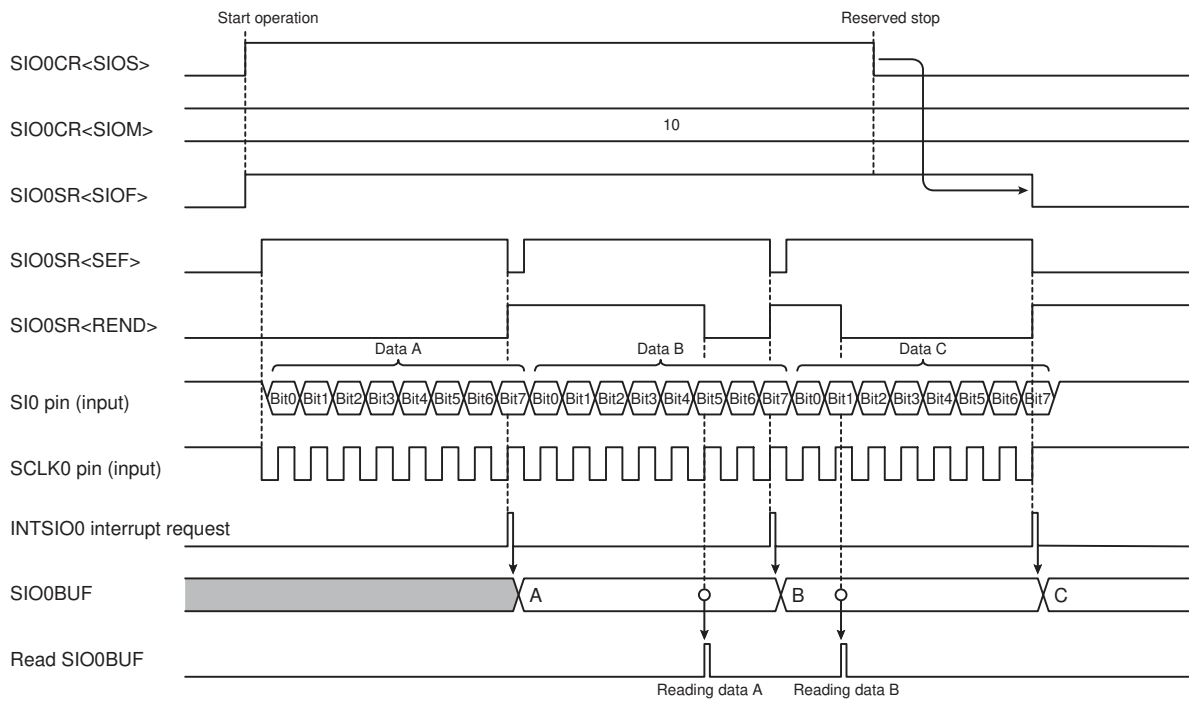 Start operation Reserved stop
SIO0CR<SIOS>
SIO0CR<SIOM> 10
SIO0SR<SIOF>
SIO0SR<SEF>
SIO0SR<REND>
Data A Data B Data C
SI0 pin (input) Bit0 Bit1 Bit2 Bit3 Bit4 Bit5 Bit6 Bit7 Bit0 Bit1 Bit2 Bit3 Bit4 Bit5 Bit6 Bit7 Bit0 Bit1 Bit2 Bit3 Bit4 Bit5 Bit6 Bit7
SCLK0 pin (input)
INTSIO0 interrupt request
SIO0BUF A B C
Read SIO0BUF
Reading data A Reading data B